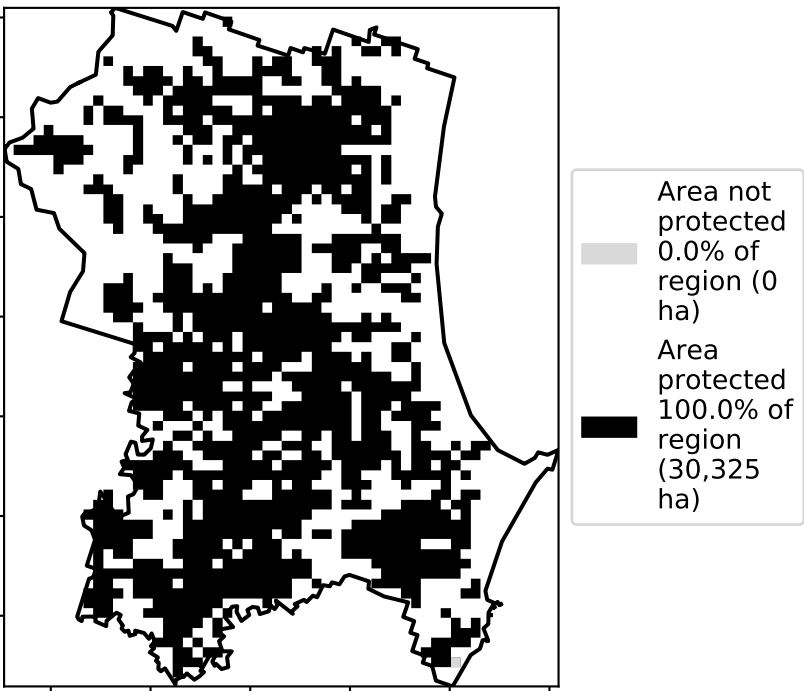 Area not
protected
0.0% of
region (0
ha)
Area
protected
100.0% of
region
(30,325
ha)